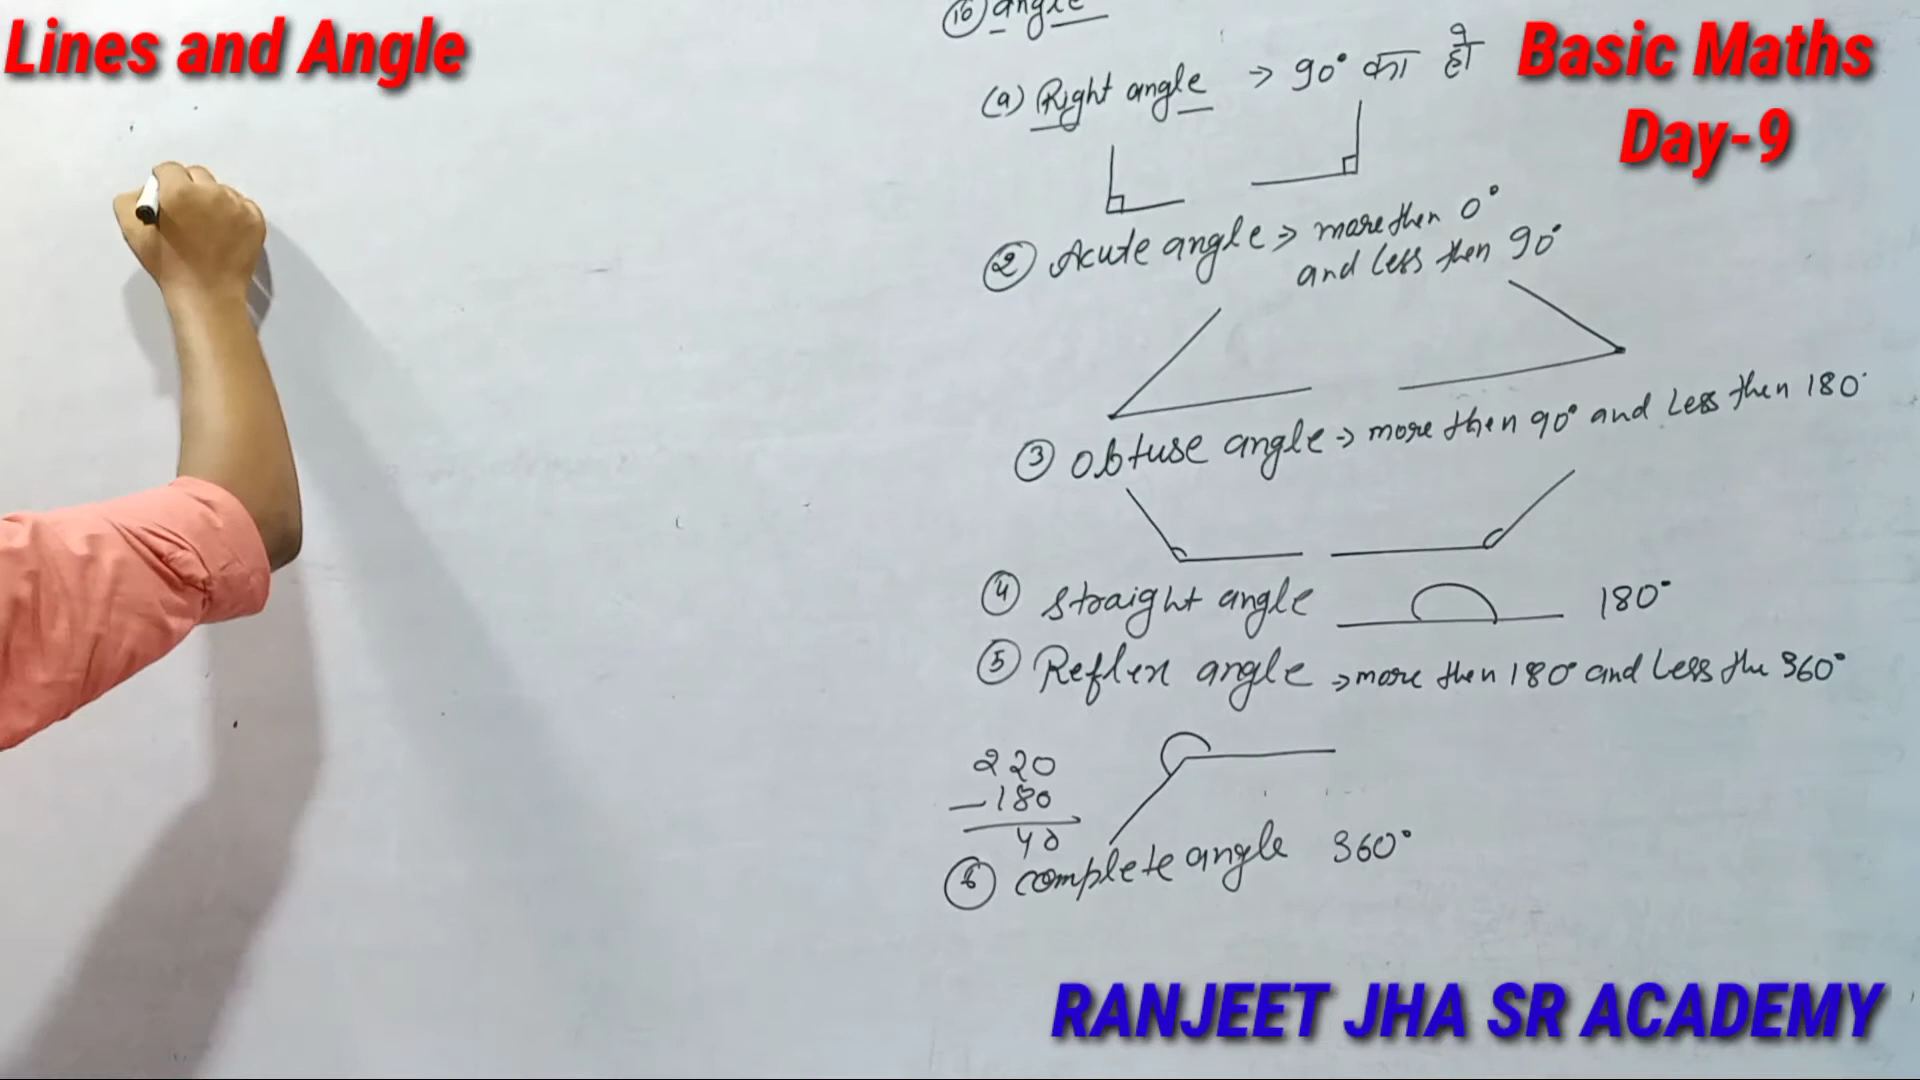 Lines and Angle
Basic Maths
Day-9
(10) angle
(a) Right angle → 90° का हो
② Acute angle → more then 0°
and less then 90°
③ Obtuse angle → more then 90° and less then 180°
④ straight angle 180°
⑤ Reflex angle → more then 180° and less the 360°
220
-180
40
⑥ complete angle 360°
RANJEET JHA SR ACADEMY